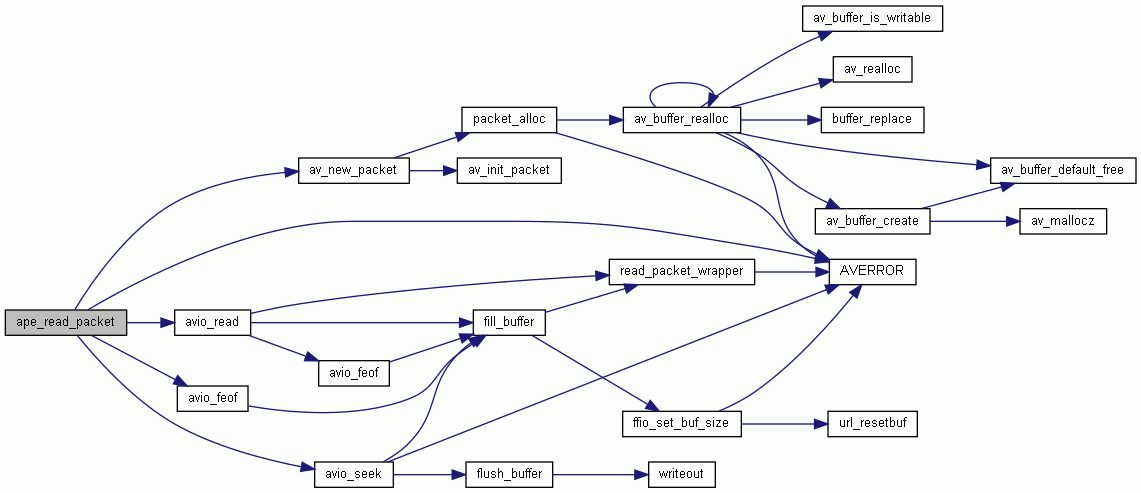 av_buffer_is_writable
av_realloc
packet_alloc
av_buffer_realloc
buffer_replace
av_new_packet
av_init_packet
av_buffer_default_free
av_buffer_create
av_mallocz
read_packet_wrapper
AVERROR
ape_read_packet
avio_read
fill_buffer
avio_feof
avio_feof
ffio_set_buf_size
url_resetbuf
avio_seek
flush_buffer
writeout